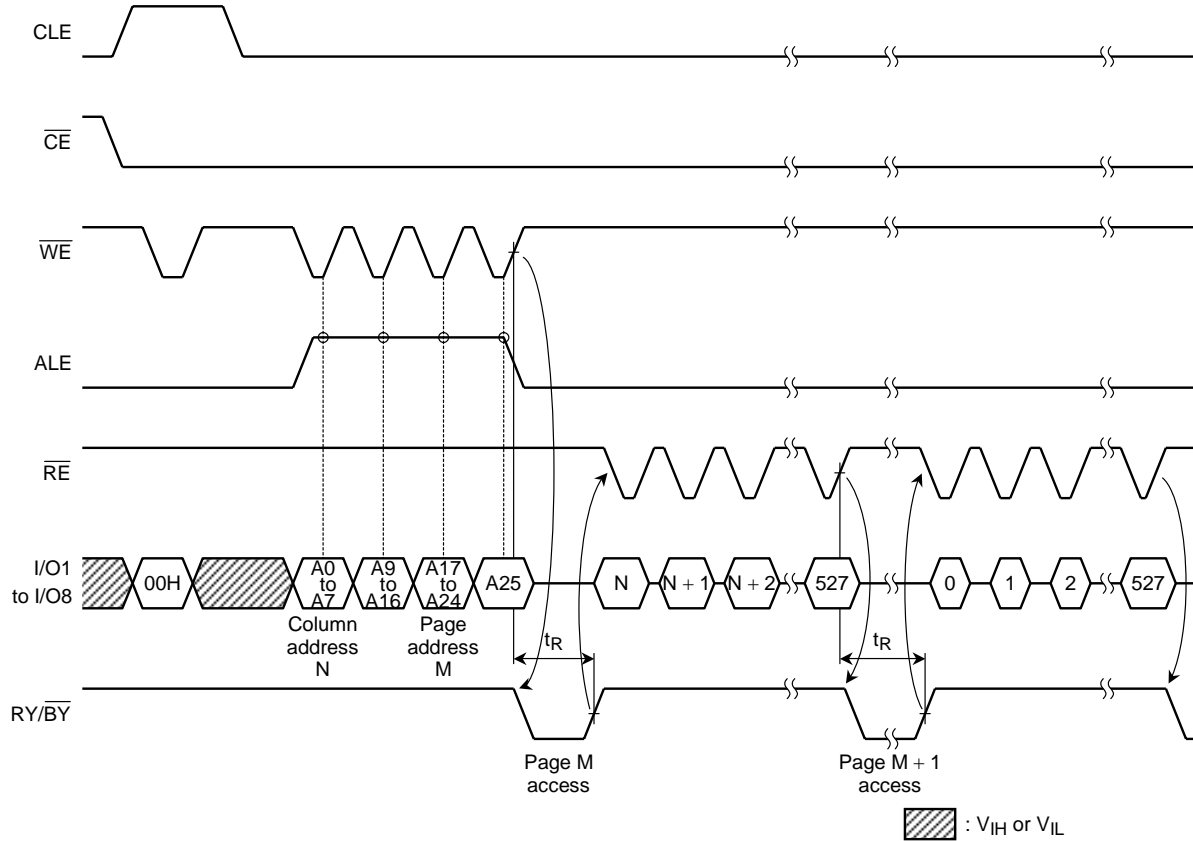 CLE
CE
WE
ALE
RE
I/O1
to I/O8
00H
A0
to
A7
A9
to
A16
A17
to
A24
A25
N
N + 1
N + 2
527
0
1
2
527
Column
address
N
Page
address
M
tR
tR
RY/BY
Page M
access
Page M + 1
access
: VIH or VIL